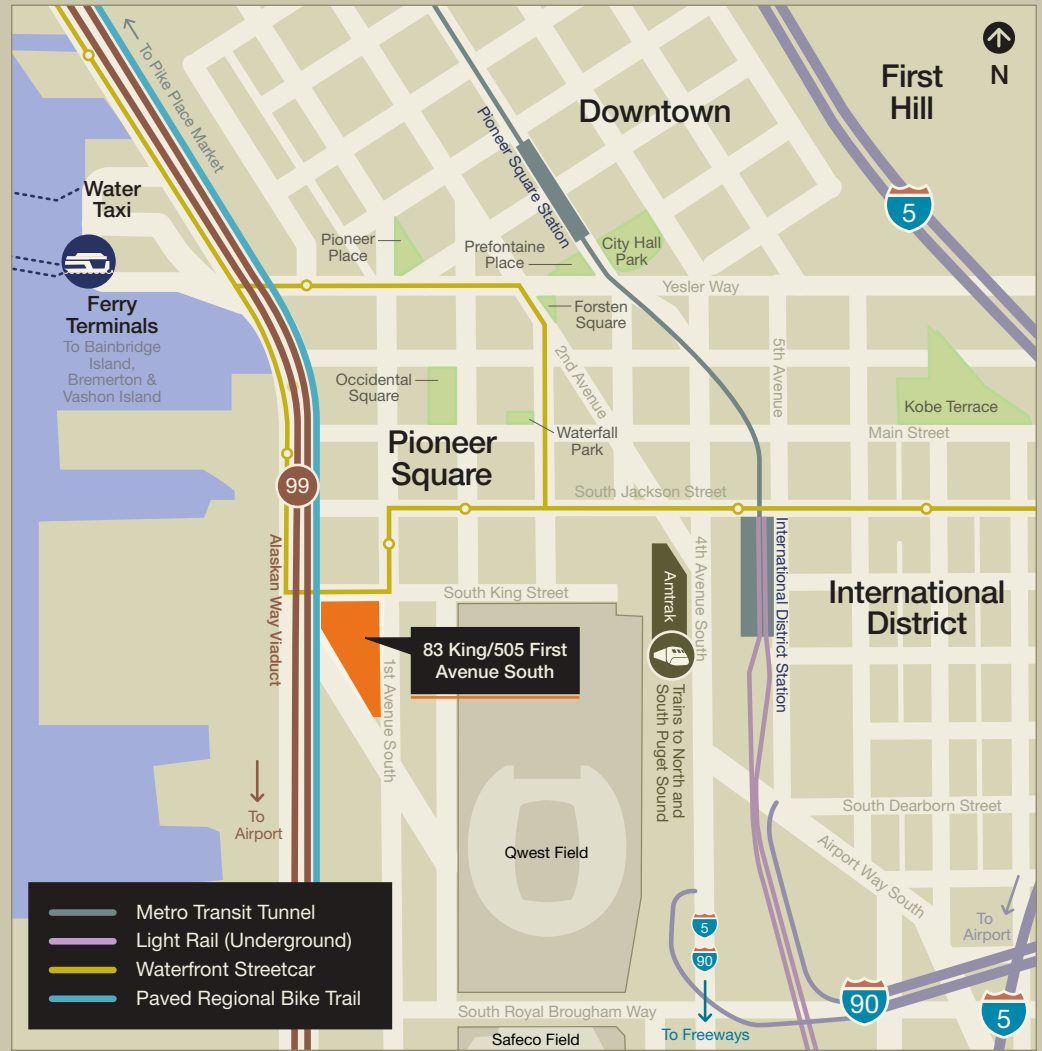 To Pike Place Market
N
First
Hill
Downtown
5
Pioneer Square Station
Water
Taxi
Pioneer
Place
Prefontaine
Place
City Hall
Park
Yesler Way
Ferry
Terminals
To Bainbridge
Island,
Bremerton &
Vashon Island
Forsten
Square
2nd Avenue
5th Avenue
Occidental
Square
Kobe Terrace
Waterfall
Park
Main Street
Pioneer
Square
99
South Jackson Street
Alaskan Way Viaduct
Amtrak
4th Avenue South
International District Station
International
District
South King Street
83 King/505 First
Avenue South
1st Avenue South
Trains to North and
South Puget Sound
To
Airport
South Dearborn Street
Airport Way South
Qwest Field
Metro Transit Tunnel
Light Rail (Underground)
Waterfront Streetcar
Paved Regional Bike Trail
5
90
To
Airport
90
5
South Royal Brougham Way
To Freeways
Safeco Field